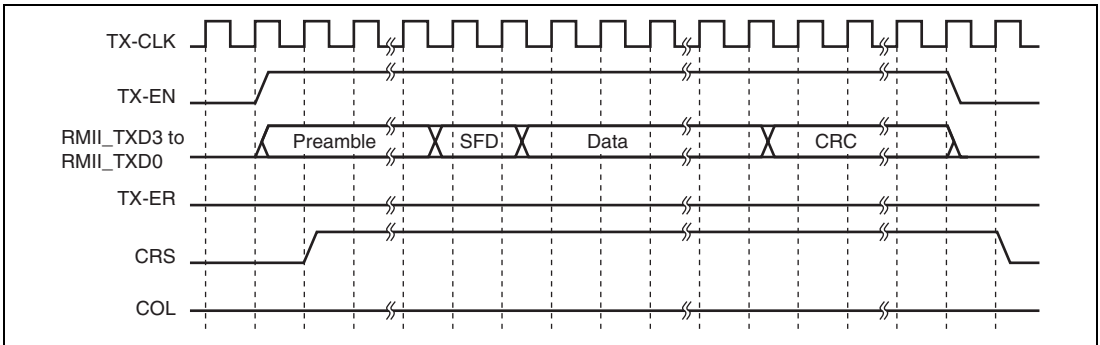 TX-CLK
TX-EN
RMII_TXD3 to
RMII_TXD0
Preamble
SFD
Data
CRC
TX-ER
CRS
COL